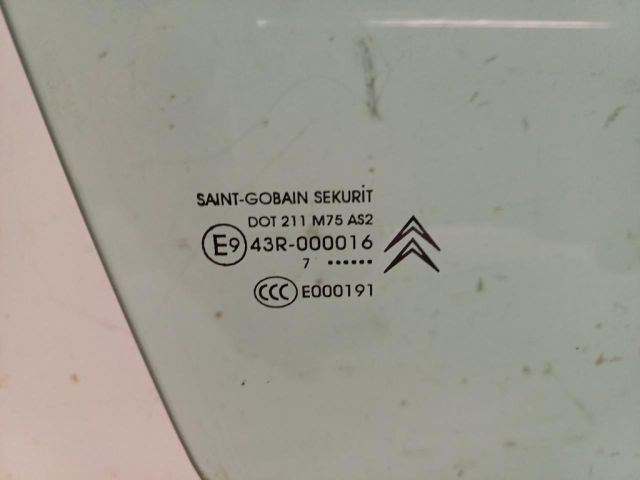 SAINT-GOBAIN SEKURIT
DOT 211 M75 AS2
E9 43R-000016
7 ••••••
CCC E000191